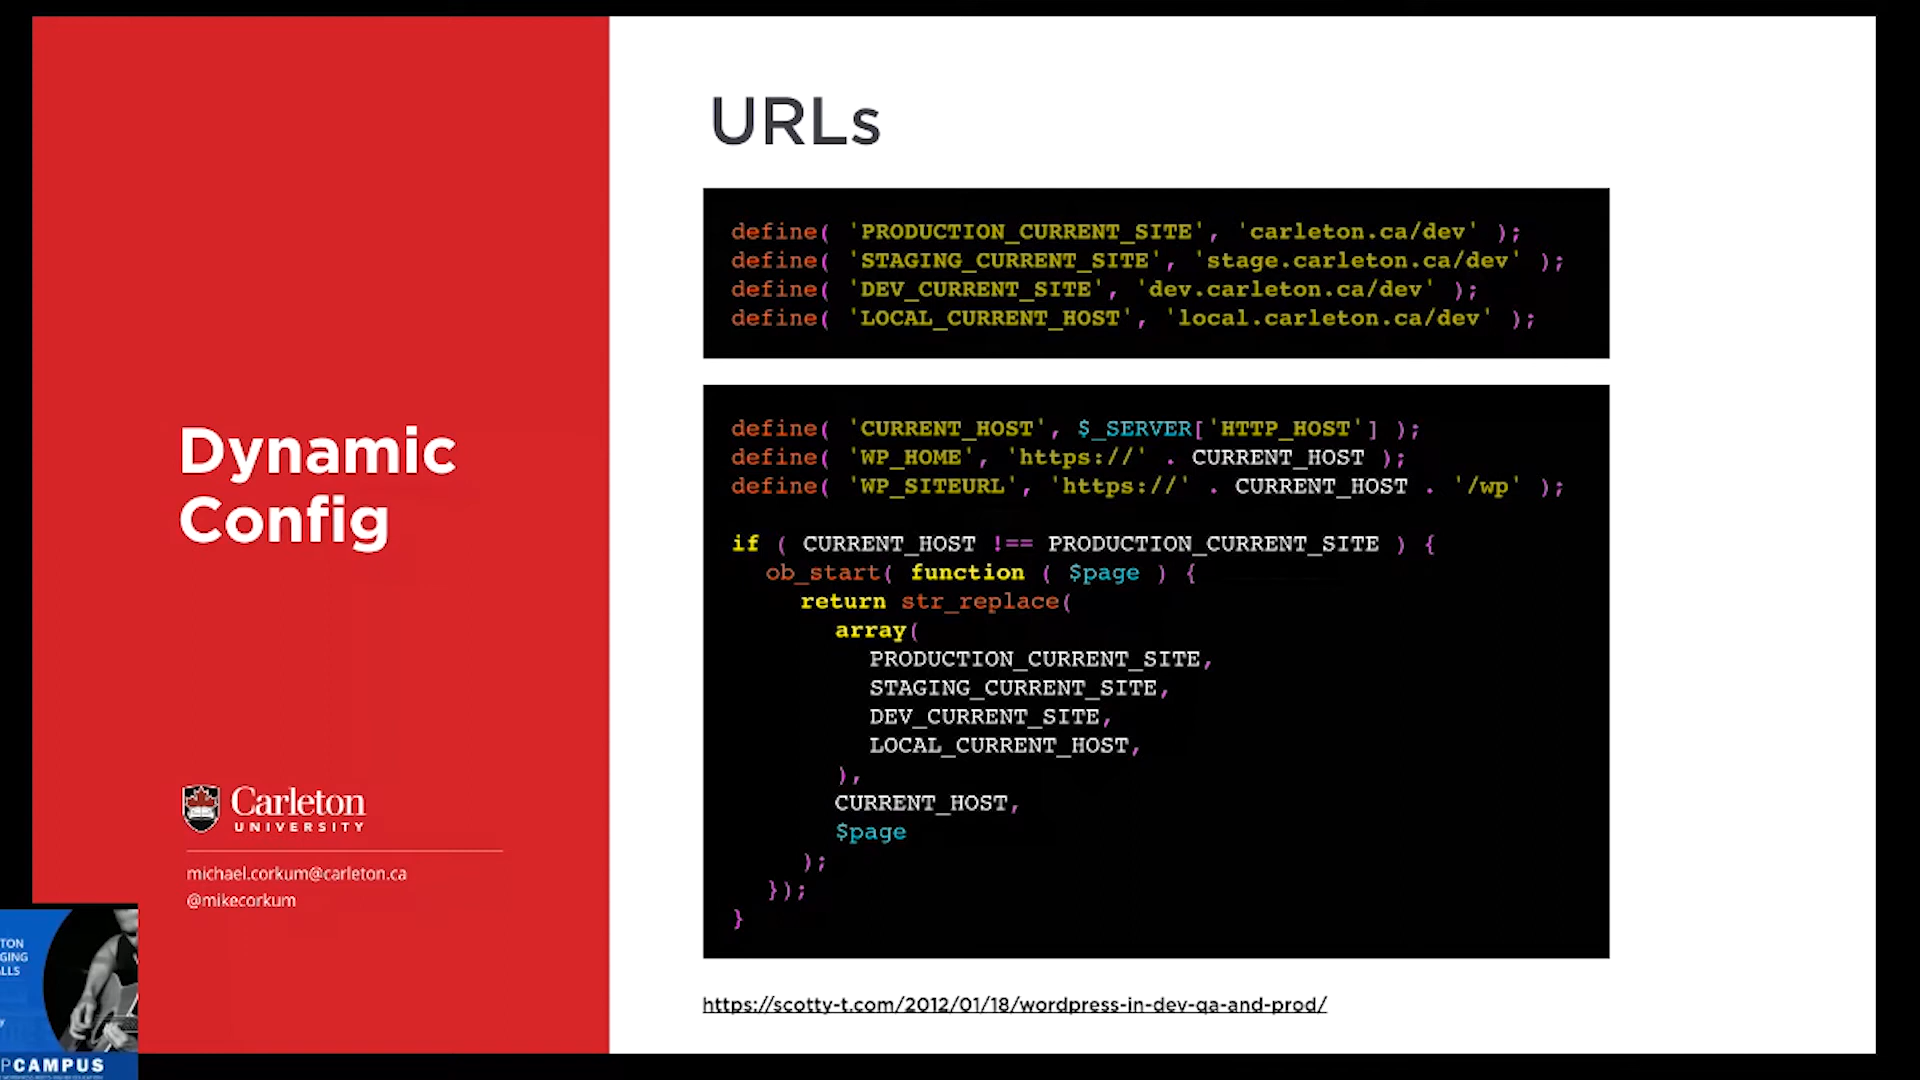 URLs
define( 'PRODUCTION_CURRENT_SITE', 'carleton.ca/dev' );
define( 'STAGING_CURRENT_SITE', 'stage.carleton.ca/dev' );
define( 'DEV_CURRENT_SITE', 'dev.carleton.ca/dev' );
define( 'LOCAL_CURRENT_HOST', 'local.carleton.ca/dev' );
define( 'CURRENT_HOST', $_SERVER['HTTP_HOST'] );
define( 'WP_HOME', 'https://' . CURRENT_HOST );
define( 'WP_SITEURL', 'https://' . CURRENT_HOST . '/wp' );
if ( CURRENT_HOST !== PRODUCTION_CURRENT_SITE ) {
ob_start( function ( $page ) {
return str_replace(
array(
PRODUCTION_CURRENT_SITE,
STAGING_CURRENT_SITE,
DEV_CURRENT_SITE,
LOCAL_CURRENT_HOST,
),
CURRENT_HOST,
$page
);
});
}
https://scotty-t.com/2012/01/18/wordpress-in-dev-qa-and-prod/
Dynamic
Config
Carleton
UNIVERSITY
michael.corkum@carleton.ca
@mikecorkum
TON
GING
LLS
PCAMPUS